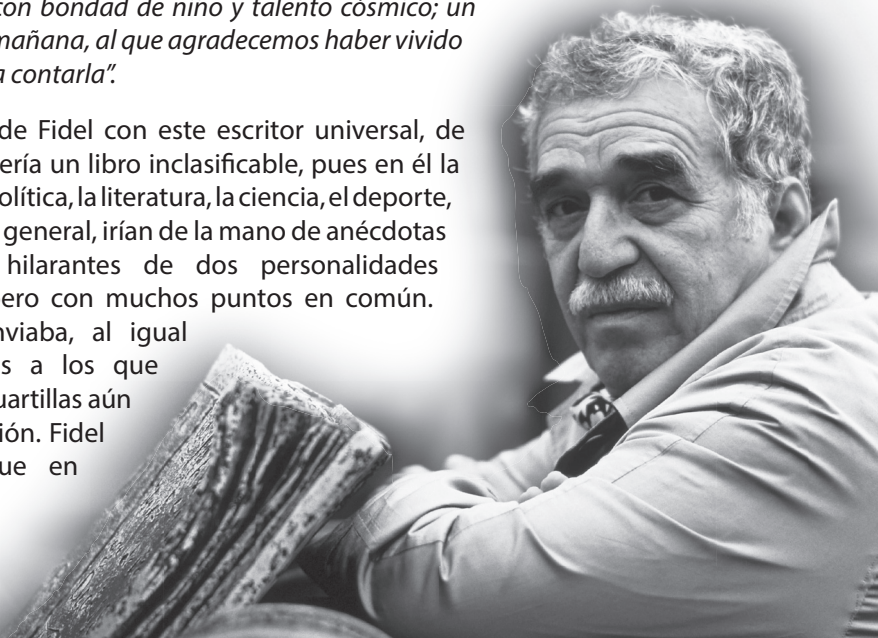 con bondad de niño y talento cósmico; un
mañana, al que agradecemos haber vivido
a contarla”.
de Fidel con este escritor universal, de
ería un libro inclasificable, pues en él la
olítica, la literatura, la ciencia, el deporte,
general, irían de la mano de anécdotas
hilarantes de dos personalidades
ero con muchos puntos en común.
nviaba, al igual
s a los que
uartillas aún
ión. Fidel
ue en